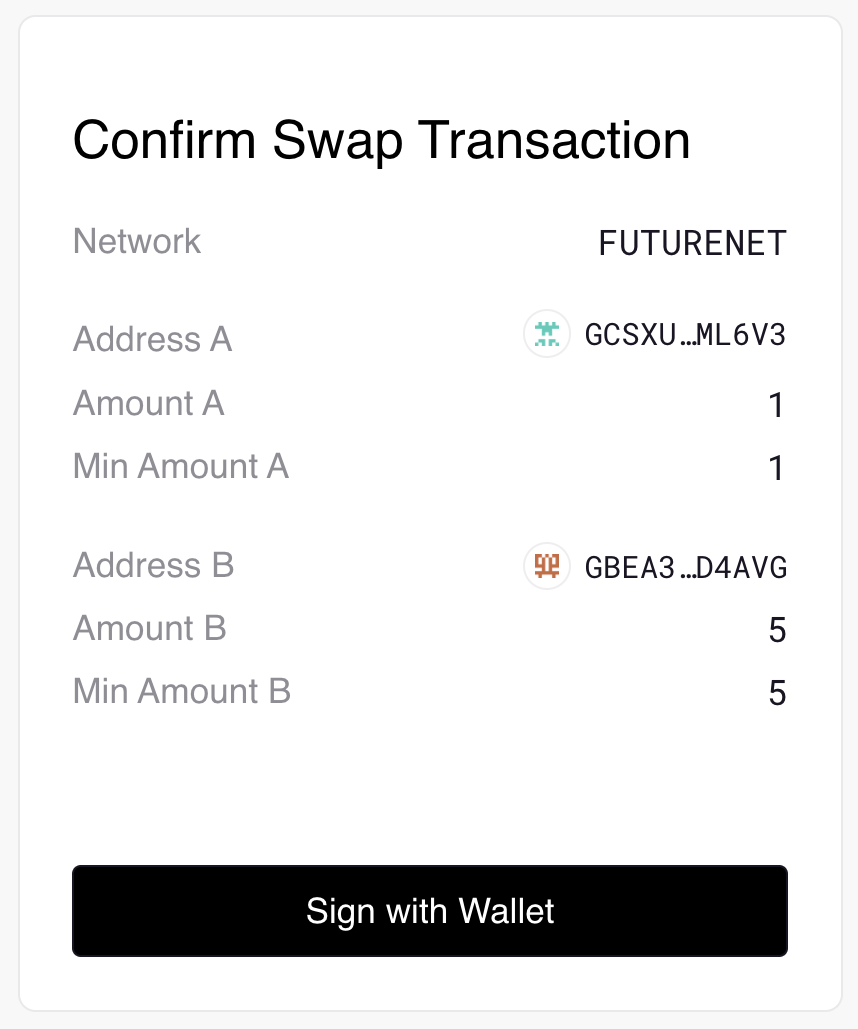 Confirm Swap Transaction
Network FUTURENET
Address A GCSXU…ML6V3
Amount A 1
Min Amount A 1
Address B GBEA3…D4AVG
Amount B 5
Min Amount B 5
Sign with Wallet